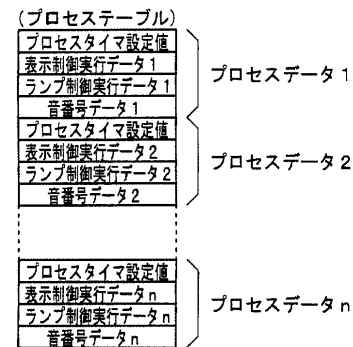 (プロセステーブル)
プロセスタイマ設定値
表示制御実行データ1
ランプ制御実行データ1
音番号データ1
プロセスデータ1
プロセスタイマ設定値
表示制御実行データ2
ランプ制御実行データ2
音番号データ2
プロセスデータ2
プロセスタイマ設定値
表示制御実行データn
ランプ制御実行データn
音番号データn
プロセスデータn